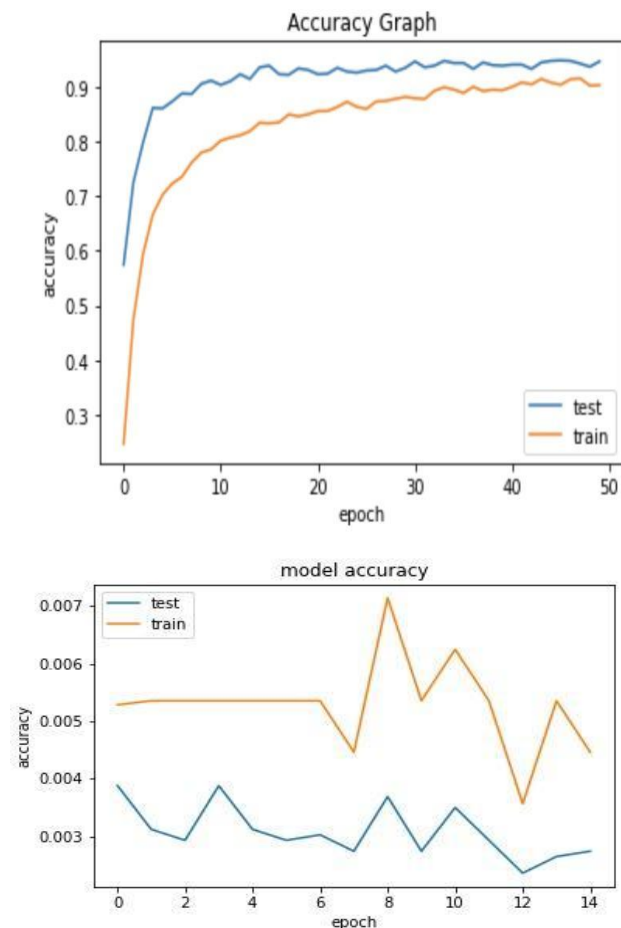 Accuracy Graph
0.9
0.8
0.7
0.6
0.5
0.4
0.3
accuracy
test
train
0 10 20 30 40 50
epoch
model accuracy
test
train
0.007
0.006
0.005
0.004
0.003
accuracy
0 2 4 6 8 10 12 14
epoch